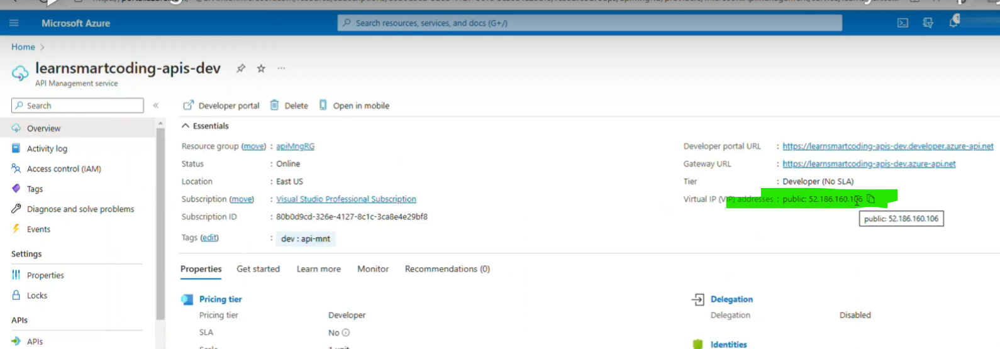 Microsoft Azure
Search resources, services, and docs (G+/)
1
Home
learnsmartcoding-apis-dev
API Management service
Search
Developer portal
Delete
Open in mobile
Overview
Activity log
Access control (IAM)
Tags
Diagnose and solve problems
Events
Settings
Properties
Locks
APIs
APIs
Essentials
Resource group (move) : apiMngRG
Status : Online
Location : East US
Subscription (move) : Visual Studio Professional Subscription
Subscription ID : 80b0d9cd-326e-4127-8c1c-3ca8e4e29bf8
Tags (edit) : dev : api-mnt
Developer portal URL : https://learnsmartcoding-apis-dev.developer.azure-api.net
Gateway URL : https://learnsmartcoding-apis-dev.azure-api.net
Tier : Developer (No SLA)
Virtual IP (VIP) addresses : public: 52.186.160.106
public: 52.186.160.106
Properties Get started Learn more Monitor Recommendations (0)
Pricing tier
Pricing tier Developer
SLA No
Delegation
Delegation Disabled
Identities